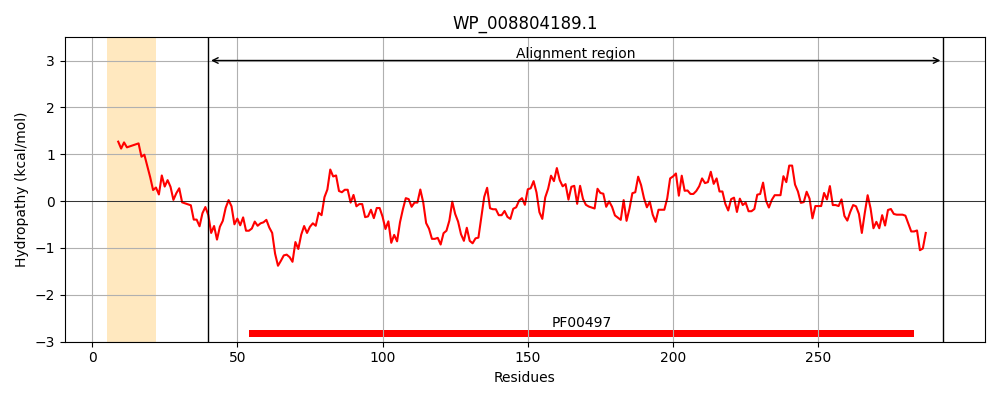 WP_008804189.1
Alignment region
Hydropathy (kcal/mol)
3
2
1
0
−1
−2
−3
PF00497
0
50
100
150
200
250
Residues